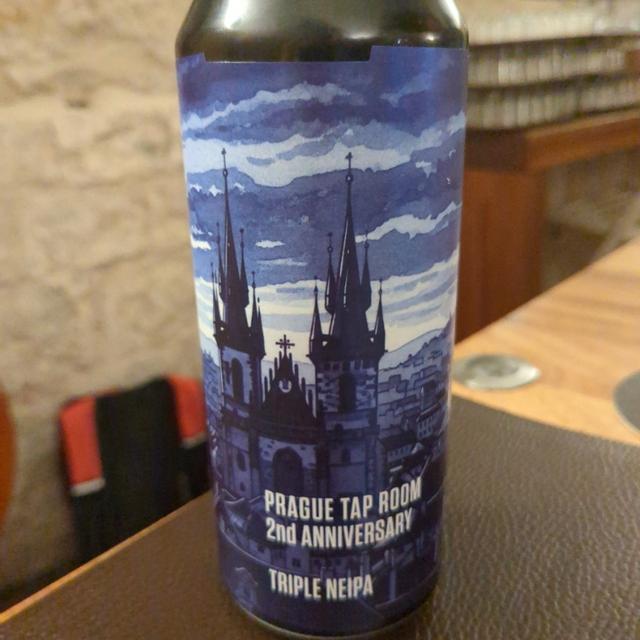 PRAGUE TAP ROOM
2nd ANNIVERSARY
TRIPLE NEIPA